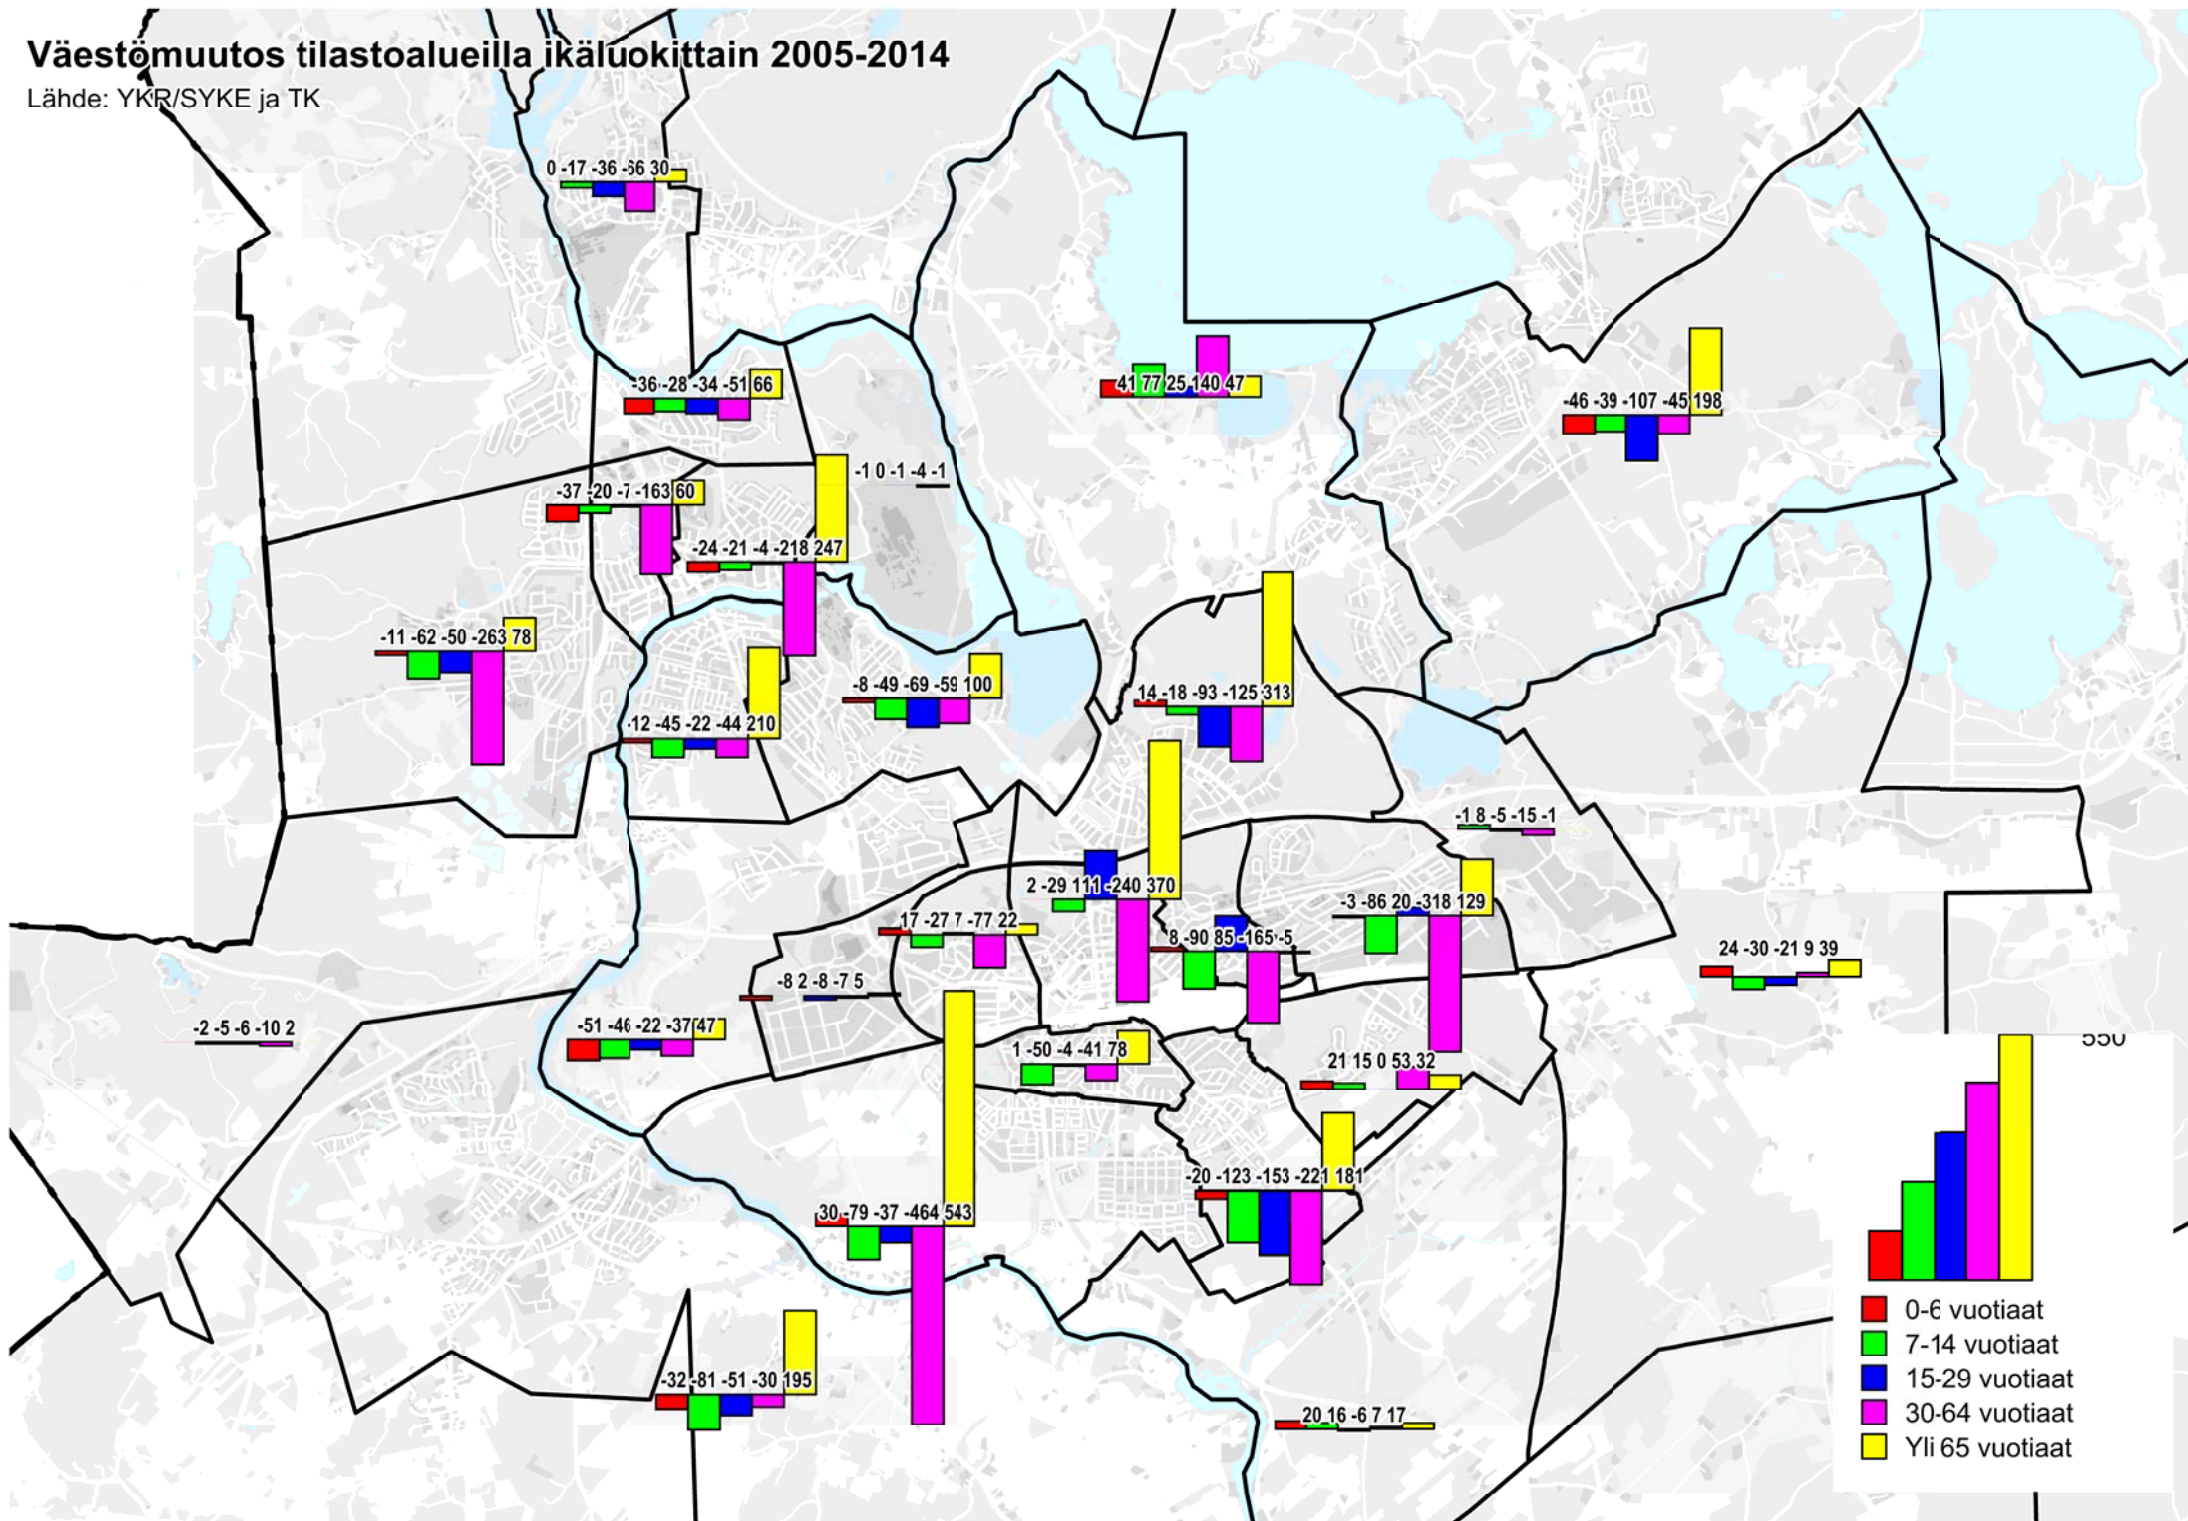 Väestömuutos tilastoalueilla ikäluokittain 2005-2014
Lähde: YKR/SYKE ja TK
0 -17 -36 -66 30
-36 -28 -34 -51 66
41 77 25 140 47
-46 -39 -107 -45 198
-1 0 -1 -4 -1
-37 -20 -7 -163 60
-24 -21 -4 -218 247
-11 -62 -50 -263 78
-8 -49 -69 -59 100
14 -18 -93 -125 313
-12 -45 -22 -44 210
-1 8 -5 -15 -1
2 -29 111 -240 370
-3 -86 20 -318 129
17 -27 7 -77 22
8 -90 85 -165 -5
24 -30 -21 9 39
-8 2 -8 -7 5
-2 -5 -6 -10 2
-51 -46 -22 -37 47
1 -50 -4 -41 78
21 15 0 53 32
550
-20 -123 -153 -221 181
30 -79 -37 -464 543
-32 -81 -51 -30 195
20 16 -6 7 17
0-6 vuotiaat
7-14 vuotiaat
15-29 vuotiaat
30-64 vuotiaat
Yli 65 vuotiaat